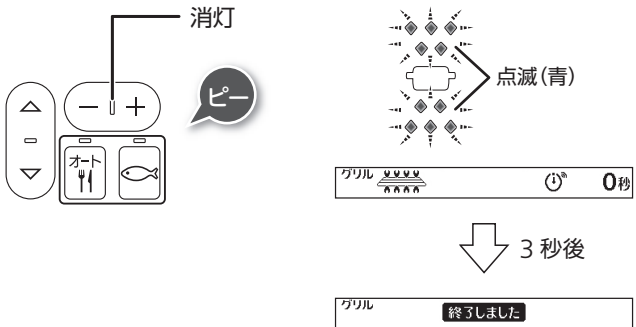 消灯
ピー
オート
点滅(青)
グリル
0秒
3秒後
グリル
終了しました